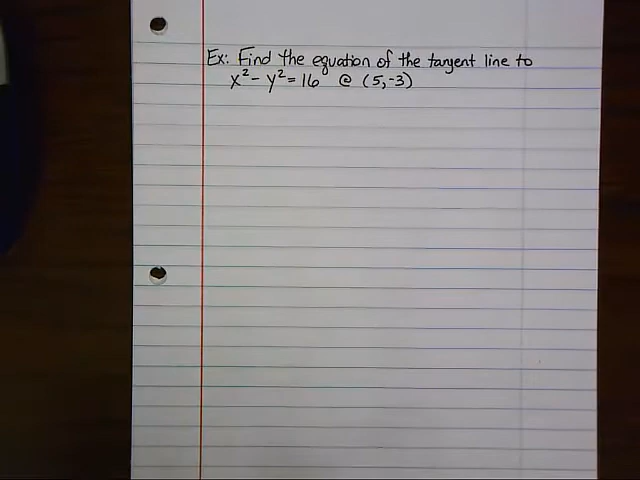 Ex: Find the equation of the tangent line to
x² - y² = 16 @ (5,-3)